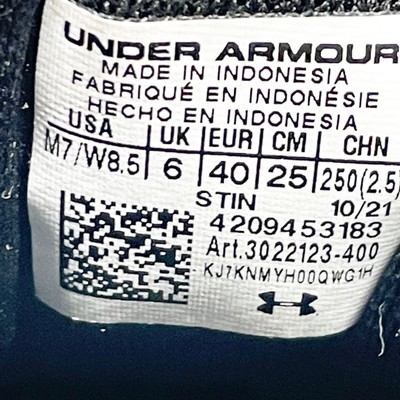 UNDER ARMOUR
MADE IN INDONESIA
FABRIQUÉ EN INDONÉSIE
HECHO EN INDONESIA
USA UK EUR CM CHN
M7/W8.5 6 40 25 250(2.5)
STIN 10/21
4209453183
Art.3022123-400
KJ7KNMYH00QWG1H